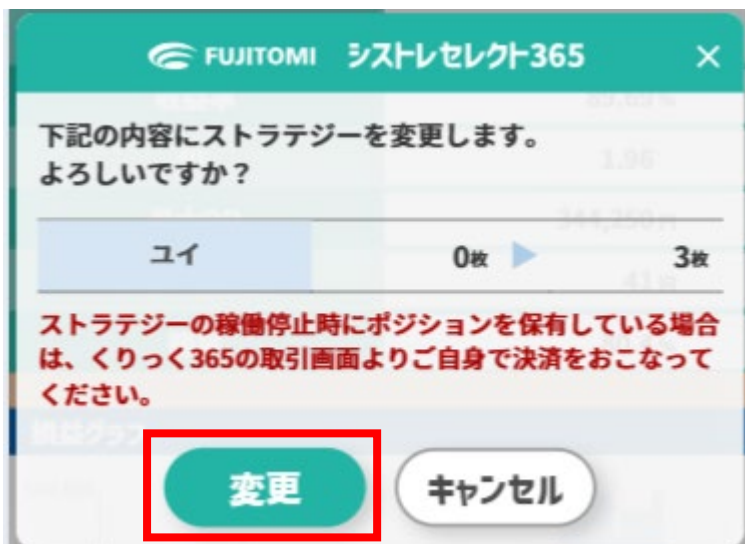 FUJITOMI シストレセレクト365 ×
下記の内容にストラテジーを変更します。
よろしいですか？
ユイ 0枚 ▶ 3枚
ストラテジーの稼働停止時にポジションを保有している場合
は、くりっく365の取引画面よりご自身で決済をおこなって
ください。
変更 キャンセル